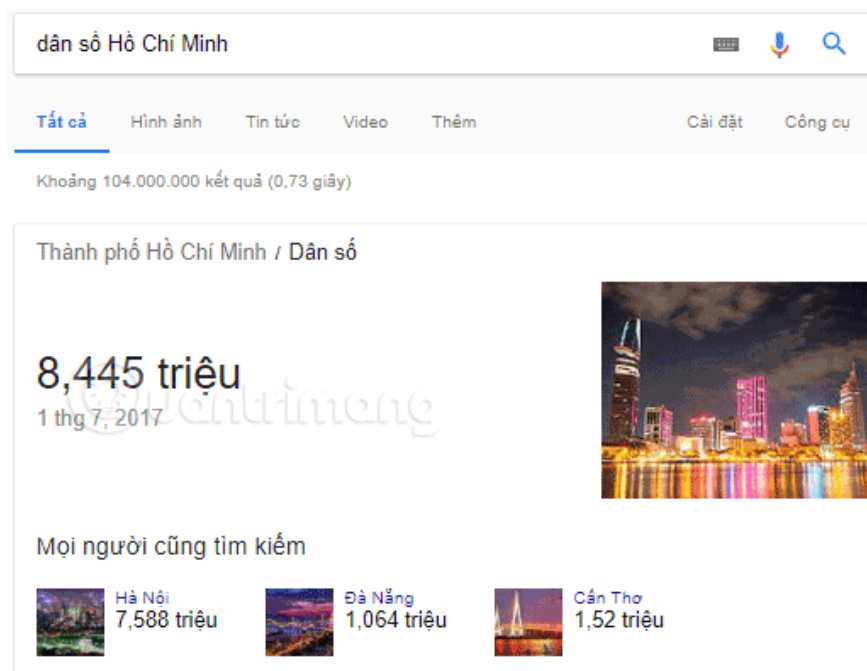 dân số Hồ Chí Minh
Tất cả Hình ảnh Tin tức Video Thêm Cài đặt Công cụ
Khoảng 104.000.000 kết quả (0,73 giây)
Thành phố Hồ Chí Minh / Dân số
8,445 triệu
1 thg 7, 2017
uantrimang
Mọi người cũng tìm kiếm
Hà Nội
7,588 triệu
Đà Nẵng
1,064 triệu
Cần Thơ
1,52 triệu